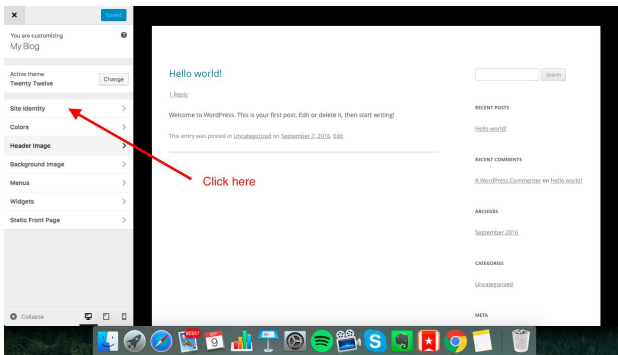 ×
Saved
You are customizing
My Blog
Active theme
Twenty Twelve
Change
Site Identity
Colors
Header Image
Background Image
Menus
Widgets
Static Front Page
Collapse
Hello world!
1 Reply
Welcome to WordPress. This is your first post. Edit or delete it, then start writing!
This entry was posted in Uncategorized on September 7, 2016. Edit
Click here
Search
RECENT POSTS
Hello world!
RECENT COMMENTS
A WordPress Commenter on Hello world!
ARCHIVES
September 2016
CATEGORIES
Uncategorized
META
9